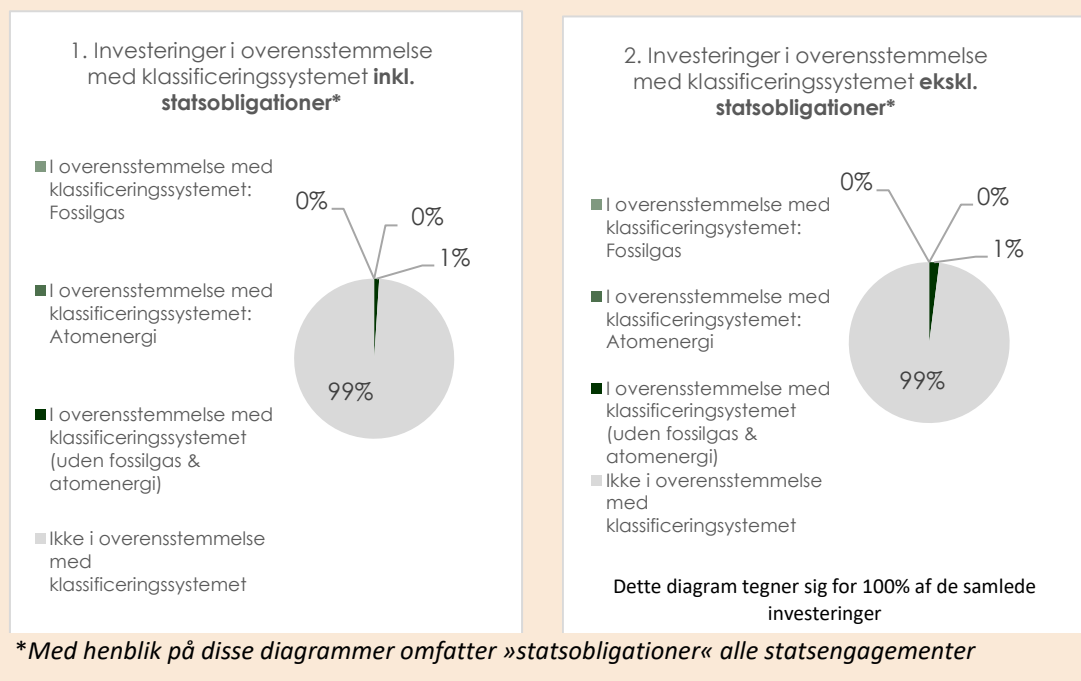 1. Investeringer i overensstemmelse
med klassificeringssystemet inkl.
statsobligationer*
I overensstemmelse med
klassificeringssystemet:
Fossilgas
I overensstemmelse med
klassificeringssystemet:
Atomenergi
I overensstemmelse med
klassificeringssystemet
(uden fossilgas &
atomenergi)
Ikke i overensstemmelse
med
klassificeringssystemet
0%
0%
1%
99%
2. Investeringer i overensstemmelse
med klassificeringssystemet ekskl.
statsobligationer*
I overensstemmelse med
klassificeringssystemet:
Fossilgas
I overensstemmelse med
klassificeringssystemet:
Atomenergi
I overensstemmelse med
klassificeringssystemet
(uden fossilgas &
atomenergi)
Ikke i overensstemmelse
med
klassificeringsystemet
0%
0%
1%
99%
Dette diagram tegner sig for 100% af de samlede
investeringer
*Med henblik på disse diagrammer omfatter »statsobligationer« alle statsengagementer